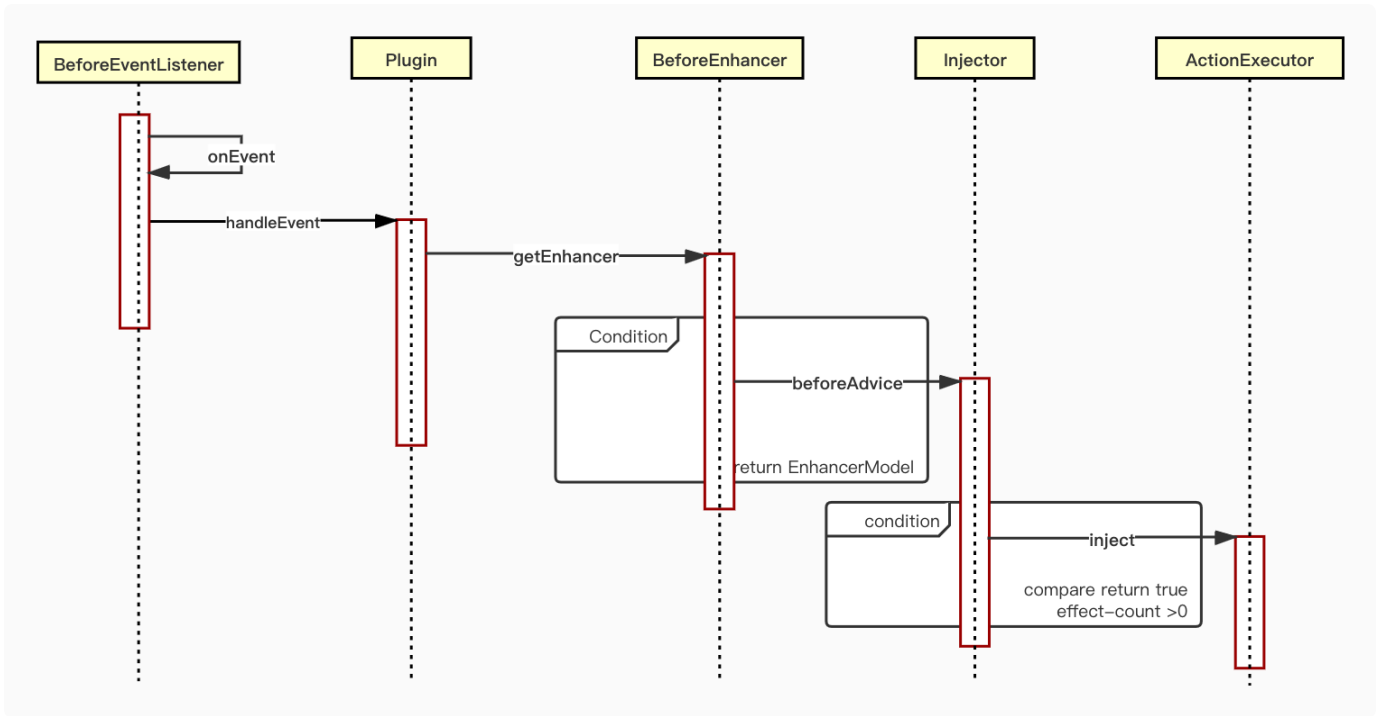 BeforeEventListener
Plugin
BeforeEnhancer
Injector
ActionExecutor
onEvent
handleEvent
getEnhancer
Condition
beforeAdvice
return EnhancerModel
condition
inject
compare return true
effect-count >0